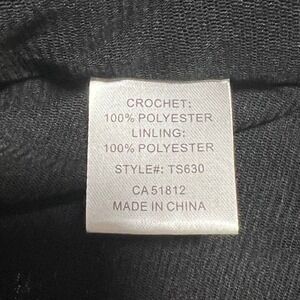 CROCHET:
100% POLYESTER
LINLING:
100% POLYESTER
STYLE#: TS630
CA 51812
MADE IN CHINA